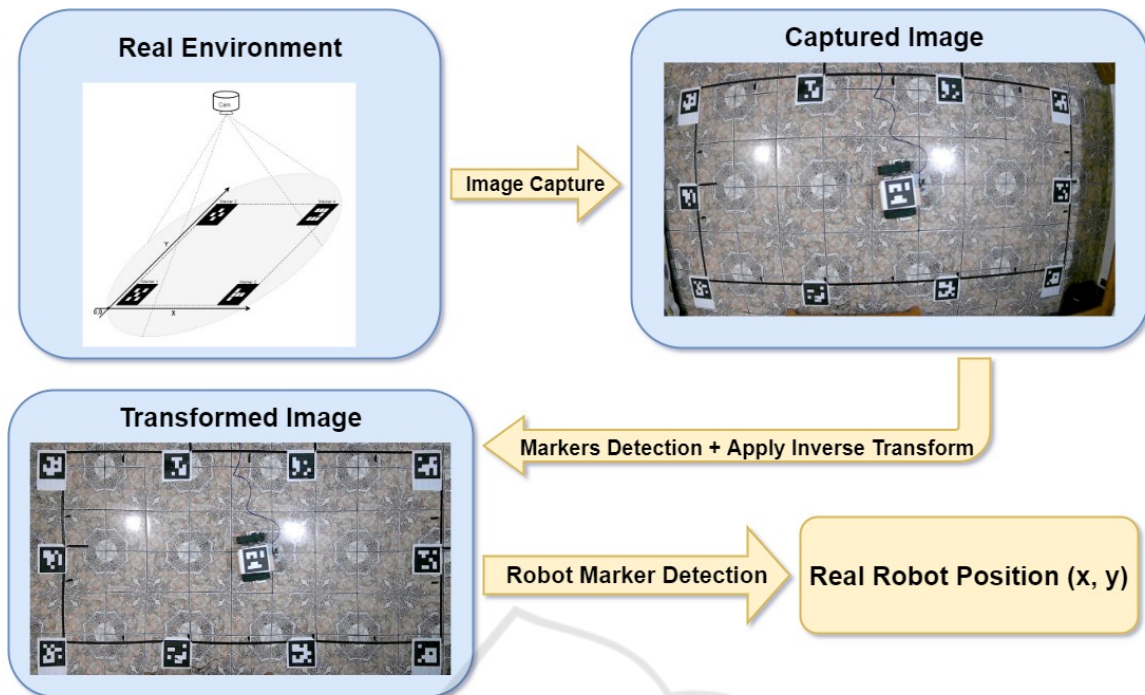 Real Environment
Cam
Y
X
Captured Image
Image Capture
Transformed Image
Markers Detection + Apply Inverse Transform
Robot Marker Detection
Real Robot Position (x, y)